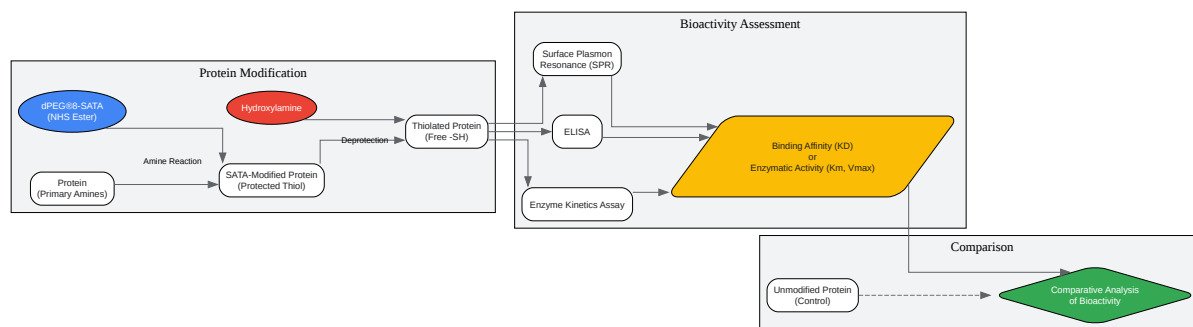 Bioactivity Assessment
Surface Plasmon
Resonance (SPR)
Protein Modification
dPEG®8-SATA
(NHS Ester)
Hydroxylamine
Thiolated Protein
(Free -SH)
ELISA
Deprotection
Binding Affinity (KD)
or
Enzymatic Activity (Km, Vmax)
Amine Reaction
SATA-Modified Protein
(Protected Thiol)
Protein
(Primary Amines)
Enzyme Kinetics Assay
Comparison
Unmodified Protein
(Control)
Comparative Analysis
of Bioactivity